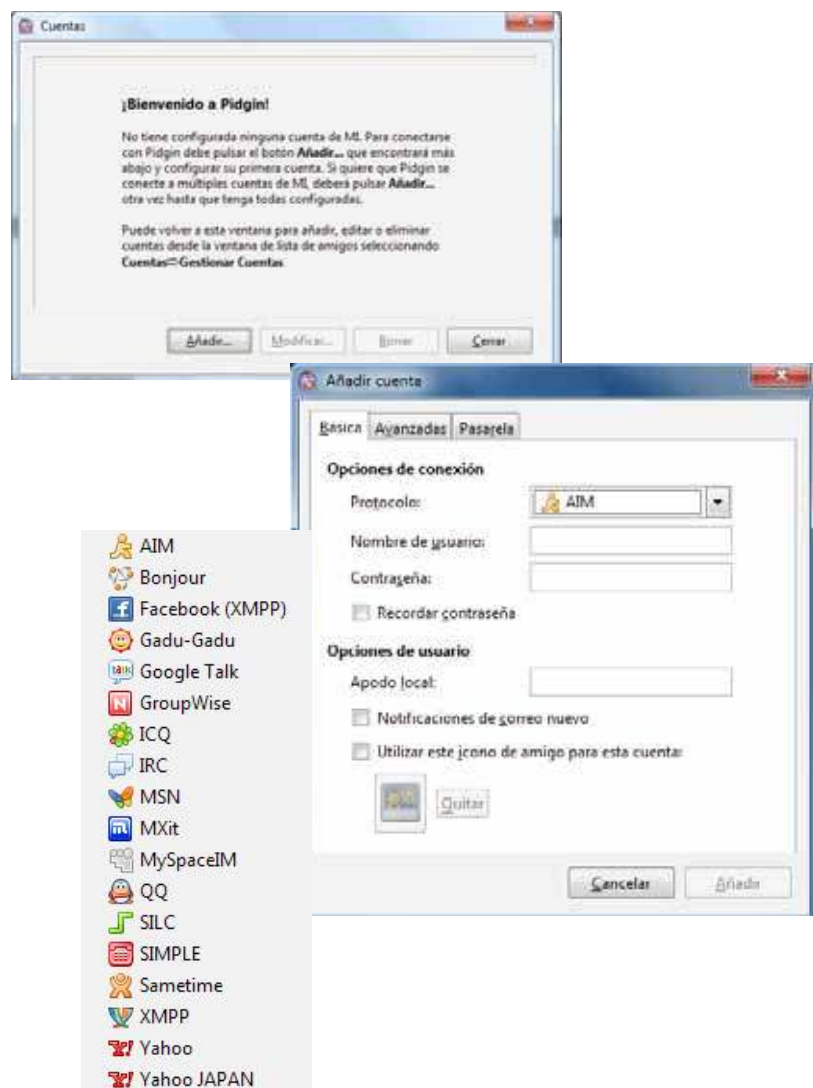 Cuentas
¡Bienvenido a Pidgin!
No tiene configurada ninguna cuenta de MI. Para conectarse
con Pidgin debe pulsar el botón Añadir... que encontrará más
abajo y configurar su primera cuenta. Si quiere que Pidgin se
conecte a múltiples cuentas de MI, deberá pulsar Añadir...
otra vez hasta que tenga todas configuradas.
Puede volver a esta ventana para añadir, editar o eliminar
cuentas desde la ventana de lista de amigos seleccionando
Cuentas⇨Gestionar Cuentas
Añadir... Modificar... Borrar Cerrar
Añadir cuenta
Básica Avanzadas Pasarela
Opciones de conexión
Protocolo: AIM
Nombre de usuario:
Contraseña:
Recordar contraseña
Opciones de usuario
Apodo local:
Notificaciones de correo nuevo
Utilizar este icono de amigo para esta cuenta:
Quitar
Cancelar Añadir
AIM
Bonjour
Facebook (XMPP)
Gadu-Gadu
Google Talk
GroupWise
ICQ
IRC
MSN
MXit
MySpaceIM
QQ
SILC
SIMPLE
Sametime
XMPP
Yahoo
Yahoo JAPAN